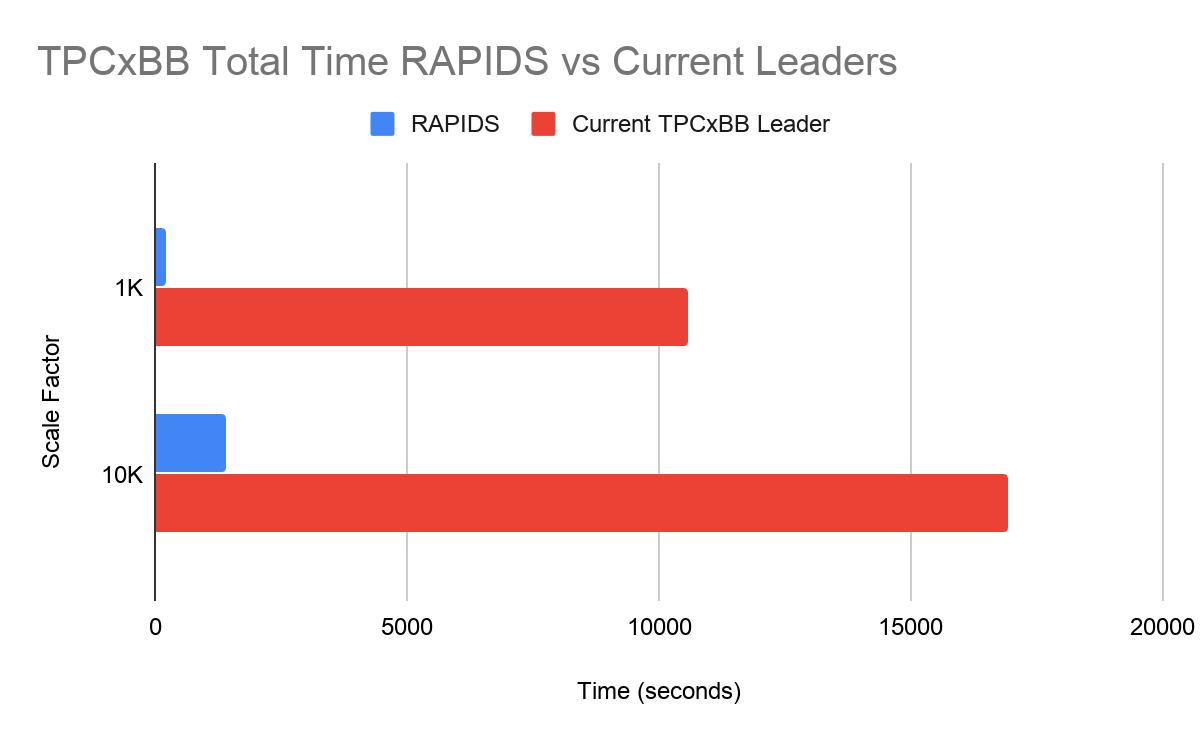 TPCxBB Total Time RAPIDS vs Current Leaders
RAPIDS
Current TPCxBB Leader
1K
10K
Scale Factor
0
5000
10000
15000
20000
Time (seconds)